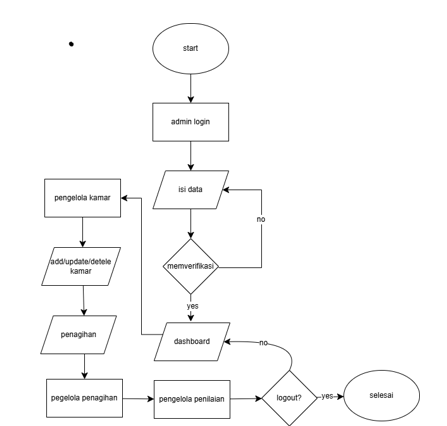 start
admin login
isi data
no
memverifikasi
yes
dashboard
pengelola kamar
add/update/detele
kamar
penagihan
pegelola penagihan
pengelola penilaian
logout?
no
yes
selesai